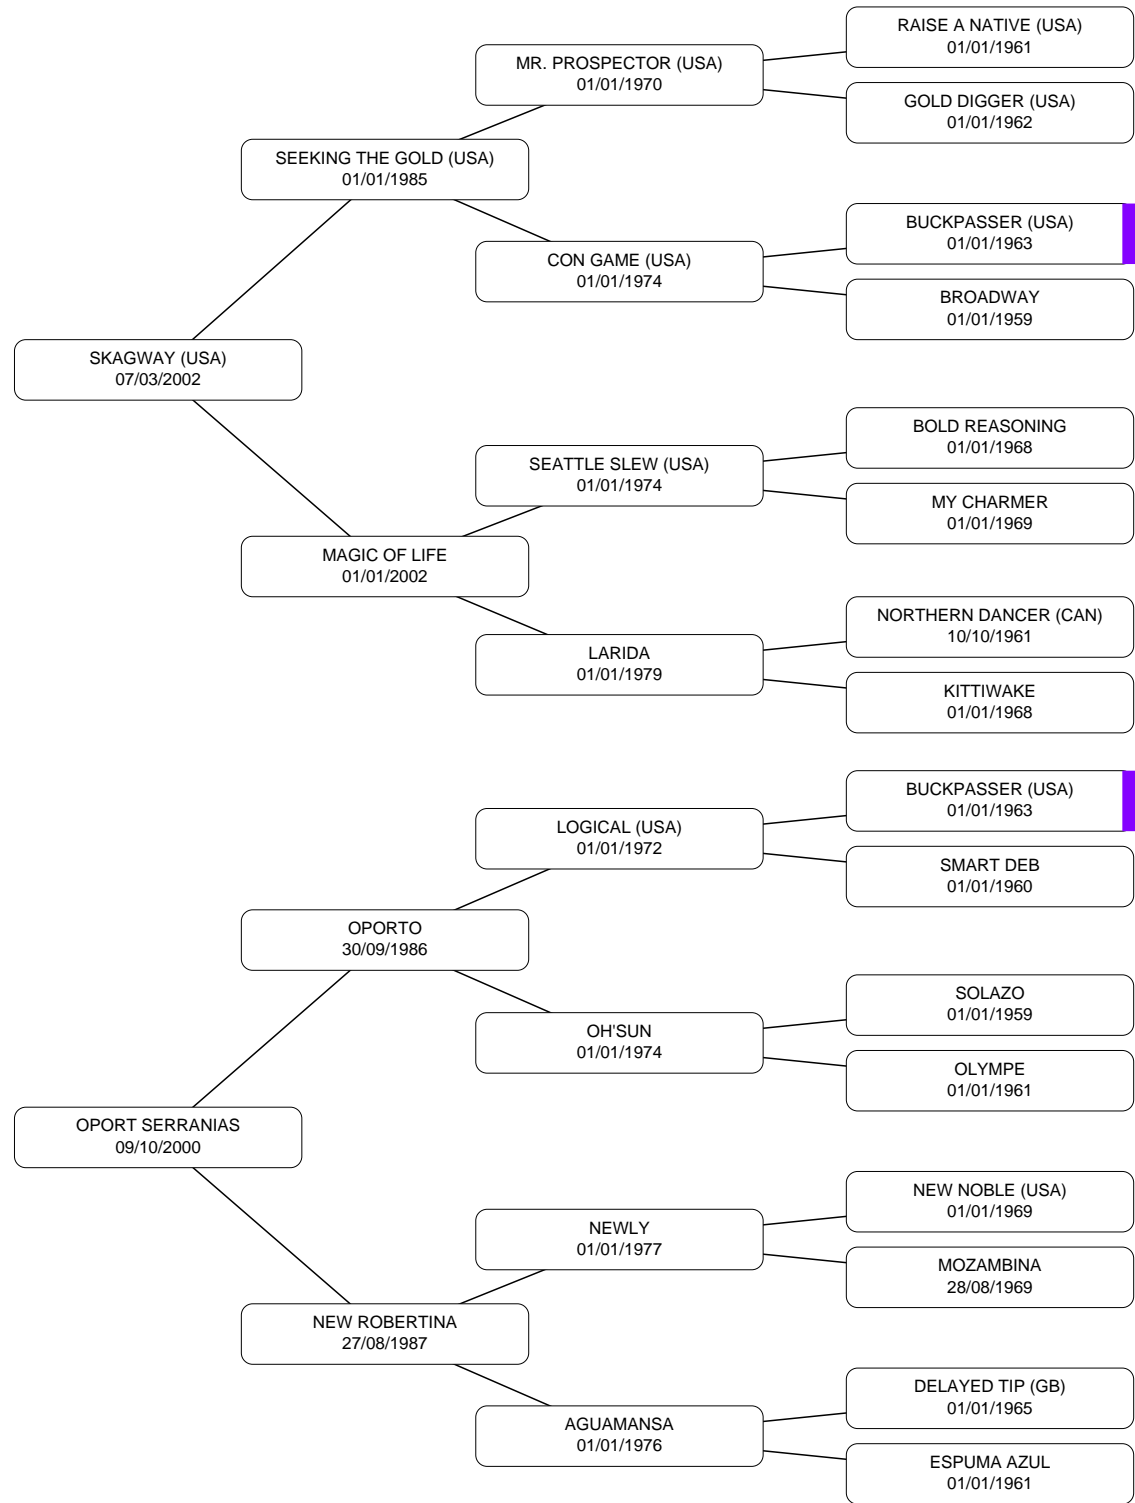 RAISE A NATIVE (USA)
01/01/1961
MR. PROSPECTOR (USA)
01/01/1970
GOLD DIGGER (USA)
01/01/1962
SEEKING THE GOLD (USA)
01/01/1985
BUCKPASSER (USA)
01/01/1963
CON GAME (USA)
01/01/1974
BROADWAY
01/01/1959
SKAGWAY (USA)
07/03/2002
BOLD REASONING
01/01/1968
SEATTLE SLEW (USA)
01/01/1974
MY CHARMER
01/01/1969
MAGIC OF LIFE
01/01/2002
NORTHERN DANCER (CAN)
10/10/1961
LARIDA
01/01/1979
KITTIWAKE
01/01/1968
BUCKPASSER (USA)
01/01/1963
LOGICAL (USA)
01/01/1972
SMART DEB
01/01/1960
OPORTO
30/09/1986
SOLAZO
01/01/1959
OH'SUN
01/01/1974
OLYMPE
01/01/1961
OPORT SERRANIAS
09/10/2000
NEW NOBLE (USA)
01/01/1969
NEWLY
01/01/1977
MOZAMBINA
28/08/1969
NEW ROBERTINA
27/08/1987
DELAYED TIP (GB)
01/01/1965
AGUAMANSA
01/01/1976
ESPUMA AZUL
01/01/1961